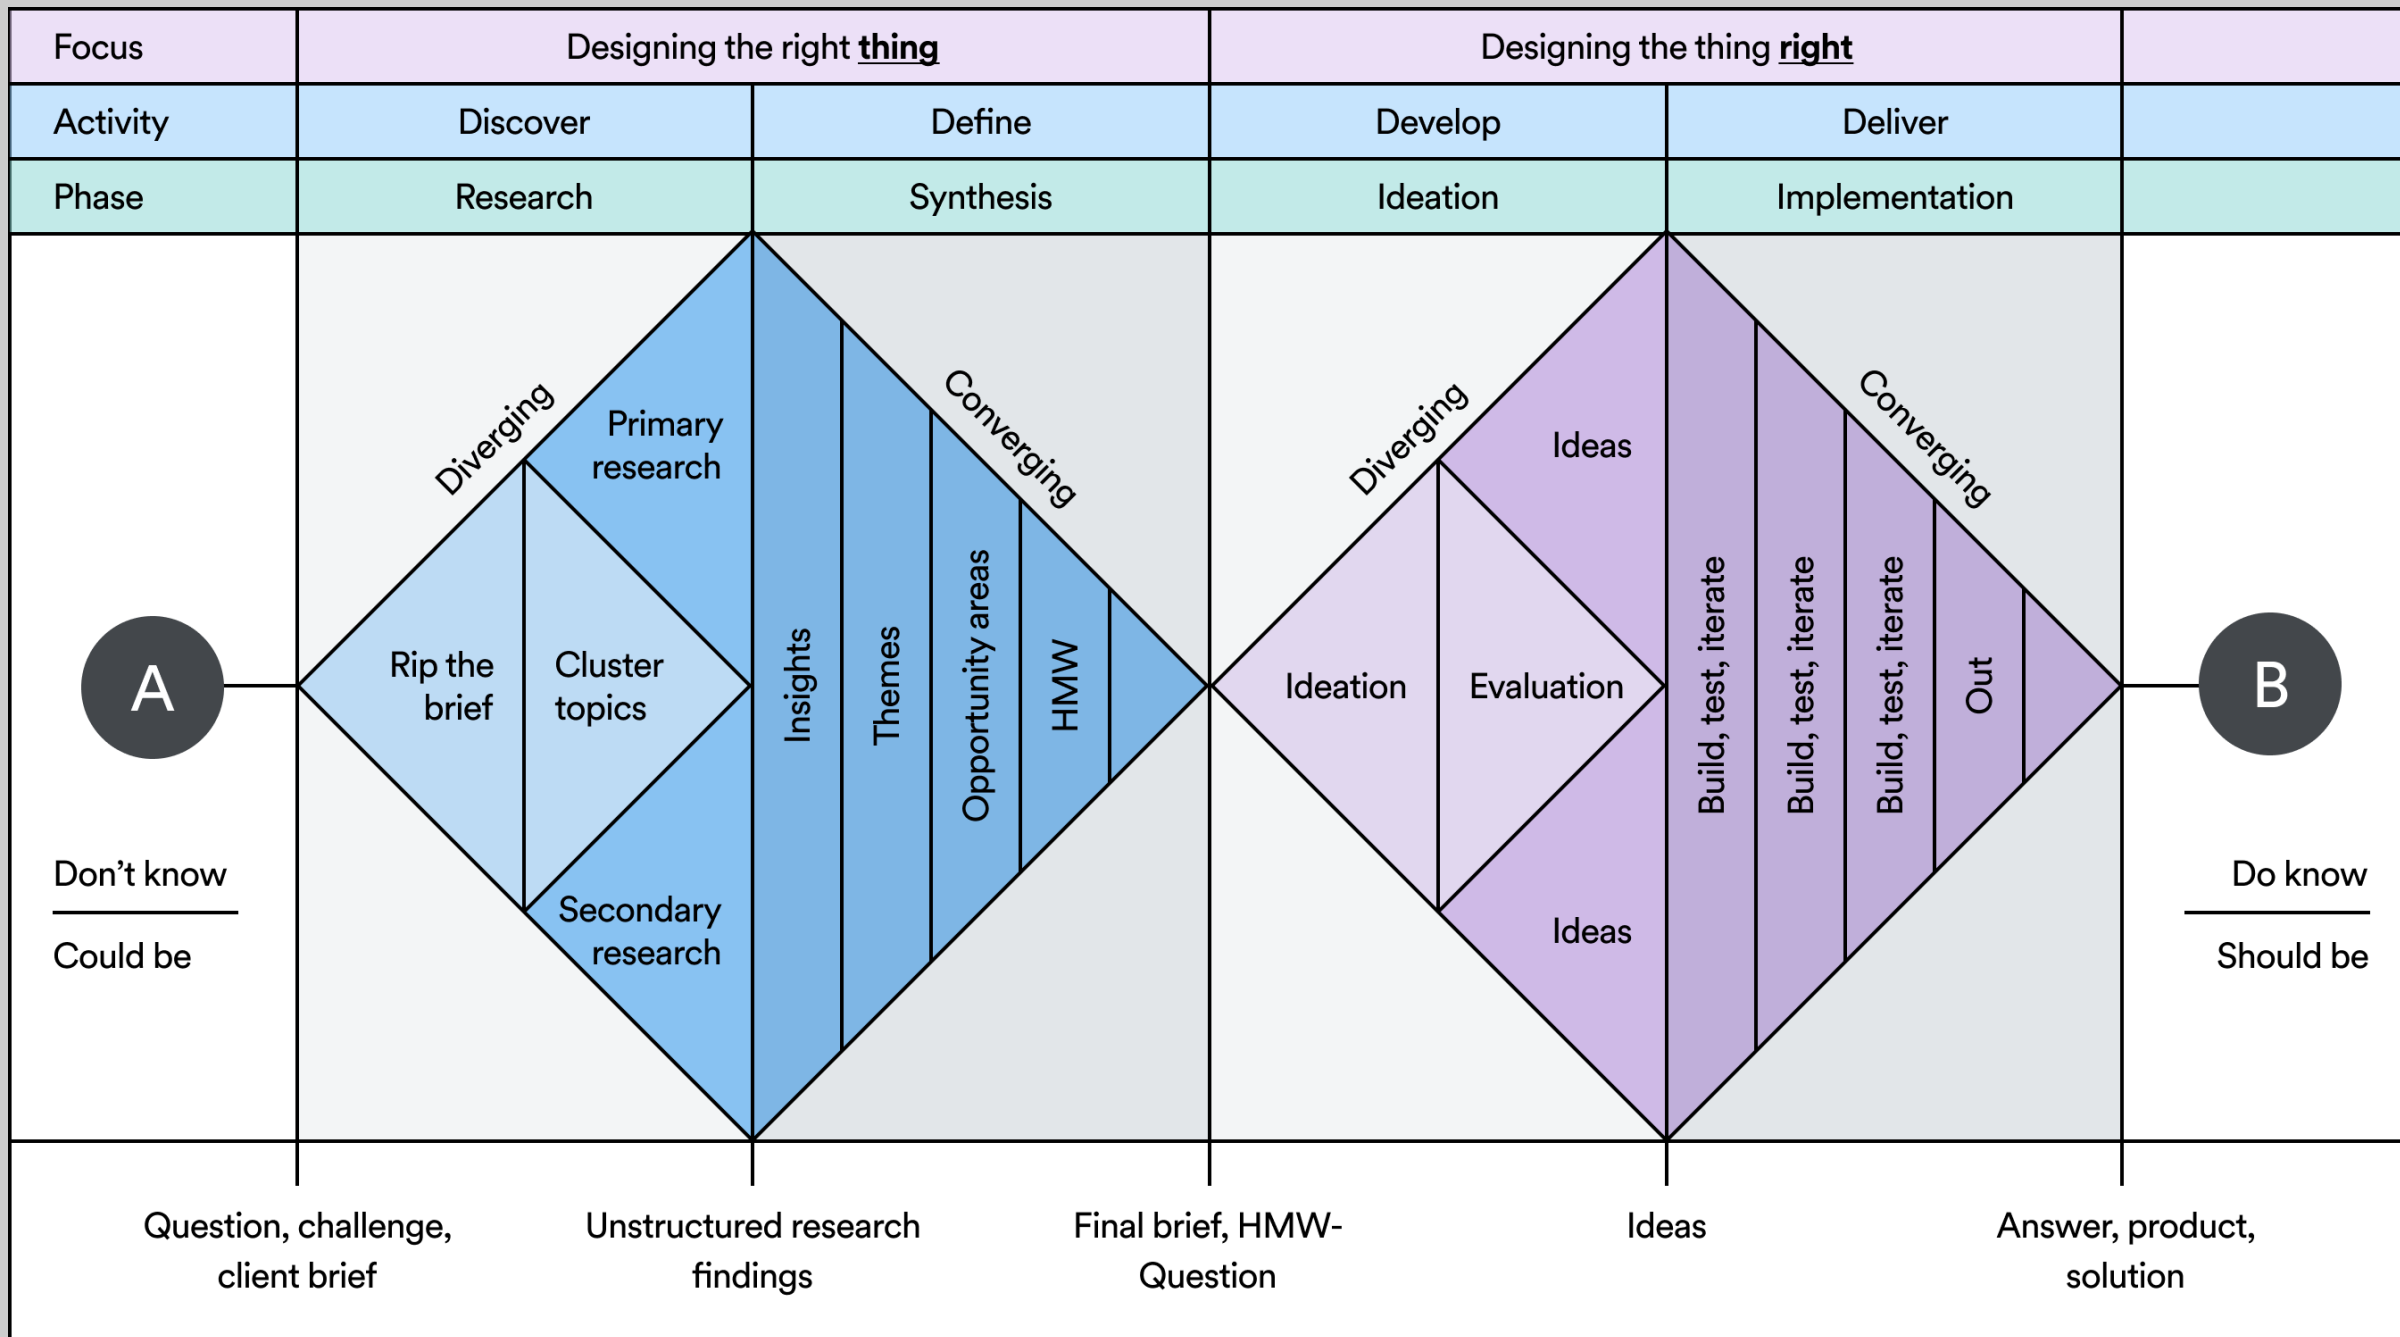 Focus
Designing the right thing
Designing the thing right
Activity
Discover
Define
Develop
Deliver
Phase
Research
Synthesis
Ideation
Implementation
Diverging
Converging
Diverging
Converging
Primary
research
Ideas
Rip the
brief
Cluster
topics
Insights
Themes
Opportunity areas
HMW
Ideation
Evaluation
Build, test, iterate
Build, test, iterate
Build, test, iterate
Out
A
B
Secondary
research
Ideas
Don’t know
Could be
Do know
Should be
Question, challenge,
client brief
Unstructured research
findings
Final brief, HMW-
Question
Ideas
Answer, product,
solution